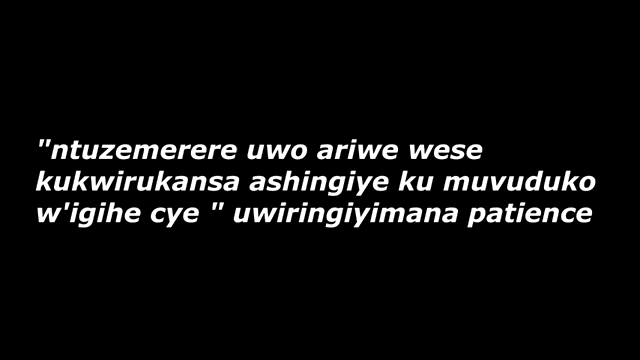 "ntuzemerere uwo ariwe wese
kukwirukansa ashingiye ku muvuduko
w'igihe cye " uwiringiyimana patience